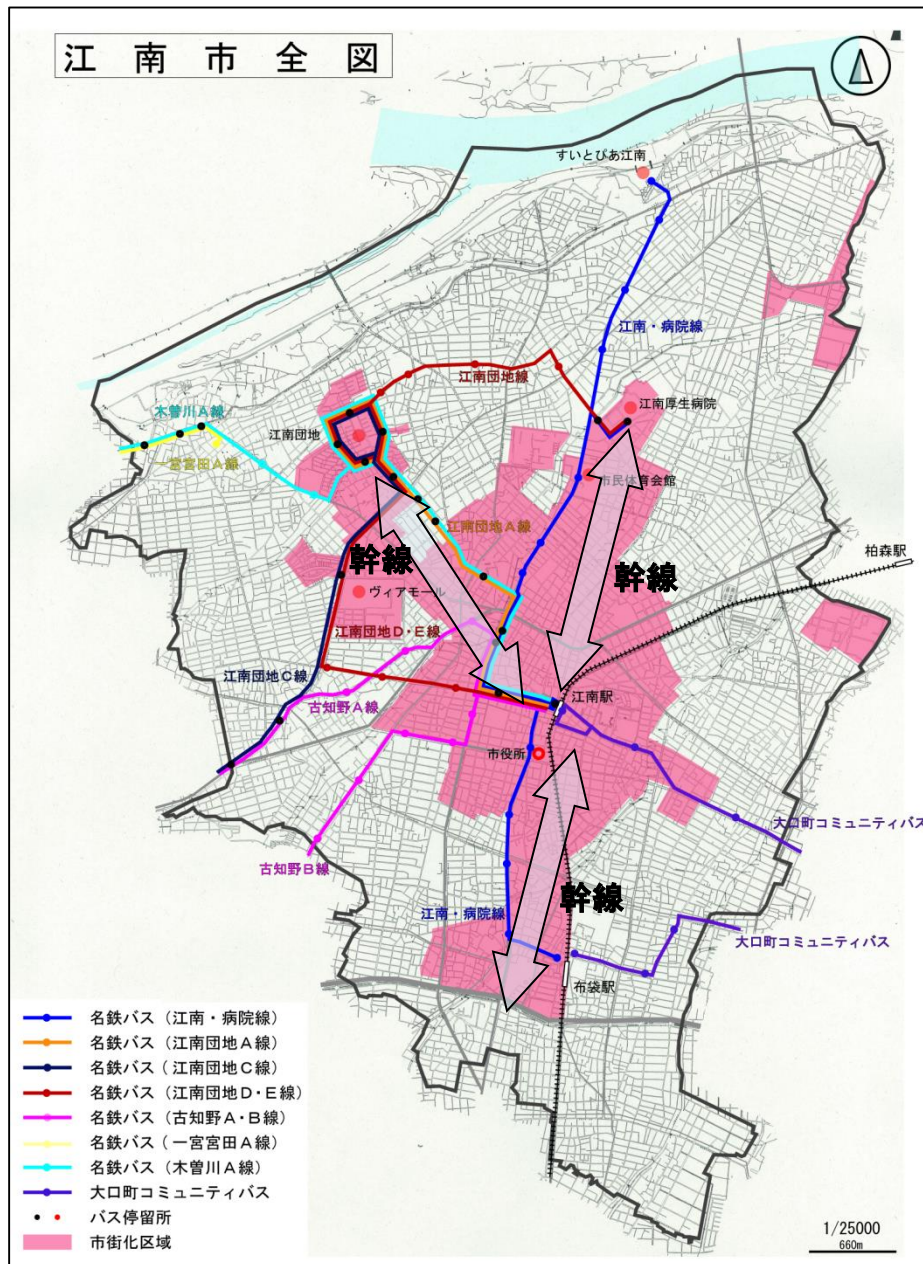 江南市全図
すいとぴあ江南
江南・病院線
江南団地線
江南厚生病院
木曽川A線
江南団地
一宮宮田A線
市民体育会館
江南団地A線
柏森駅
幹線
幹線
ヴィアモール
江南団地D・E線
江南団地C線
古知野A線
江南駅
市役所
大口町コミュニティバス
古知野B線
幹線
江南・病院線
大口町コミュニティバス
布袋駅
名鉄バス(江南・病院線)
名鉄バス(江南団地A線)
名鉄バス(江南団地C線)
名鉄バス(江南団地D・E線)
名鉄バス(古知野A・B線)
名鉄バス(一宮宮田A線)
名鉄バス(木曽川A線)
大口町コミュニティバス
バス停留所
市街化区域
1/25000
660m